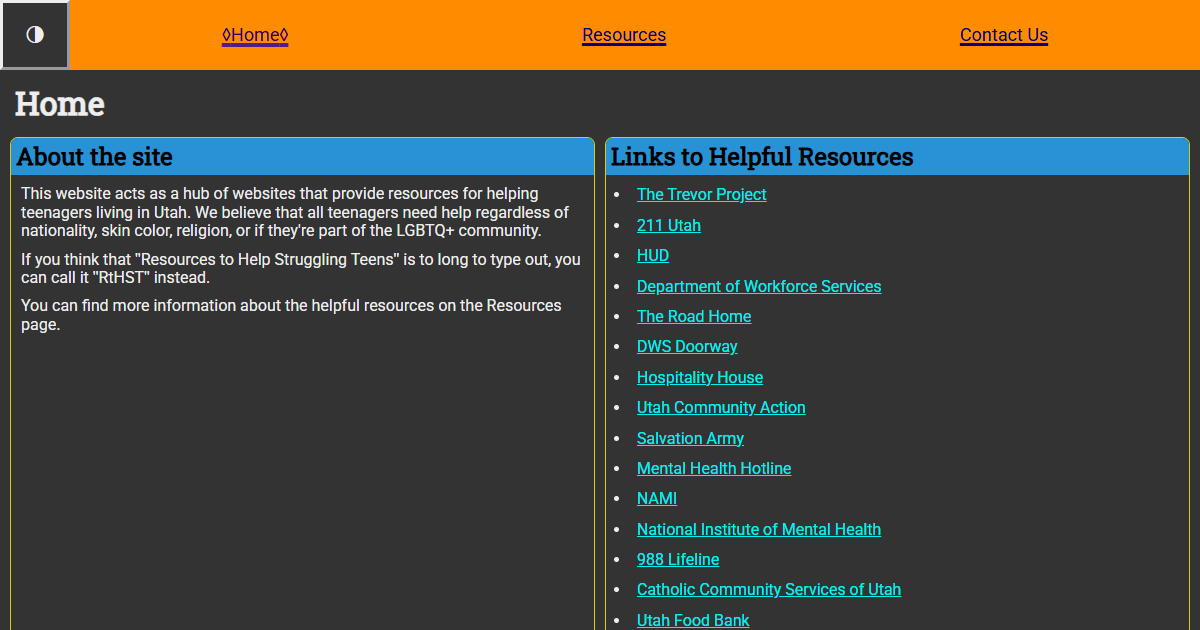 ◊Home◊
Resources
Contact Us
Home
About the site
This website acts as a hub of websites that provide resources for helping
teenagers living in Utah. We believe that all teenagers need help regardless of
nationality, skin color, religion, or if they're part of the LGBTQ+ community.
If you think that "Resources to Help Struggling Teens" is to long to type out, you
can call it "RtHST" instead.
You can find more information about the helpful resources on the Resources
page.
Links to Helpful Resources
The Trevor Project
211 Utah
HUD
Department of Workforce Services
The Road Home
DWS Doorway
Hospitality House
Utah Community Action
Salvation Army
Mental Health Hotline
NAMI
National Institute of Mental Health
988 Lifeline
Catholic Community Services of Utah
Utah Food Bank